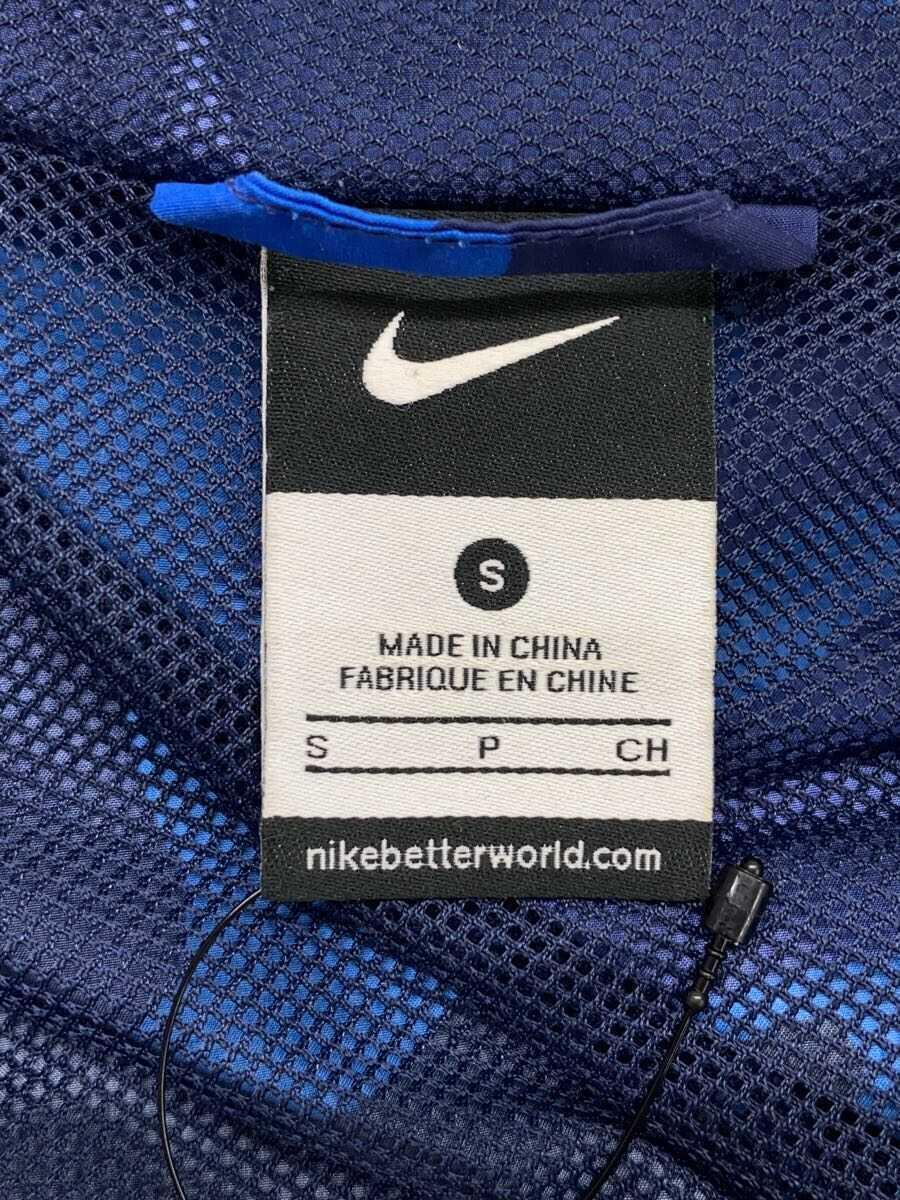 S
MADE IN CHINA
FABRIQUE EN CHINE
S P CH
nikebetterworld.com